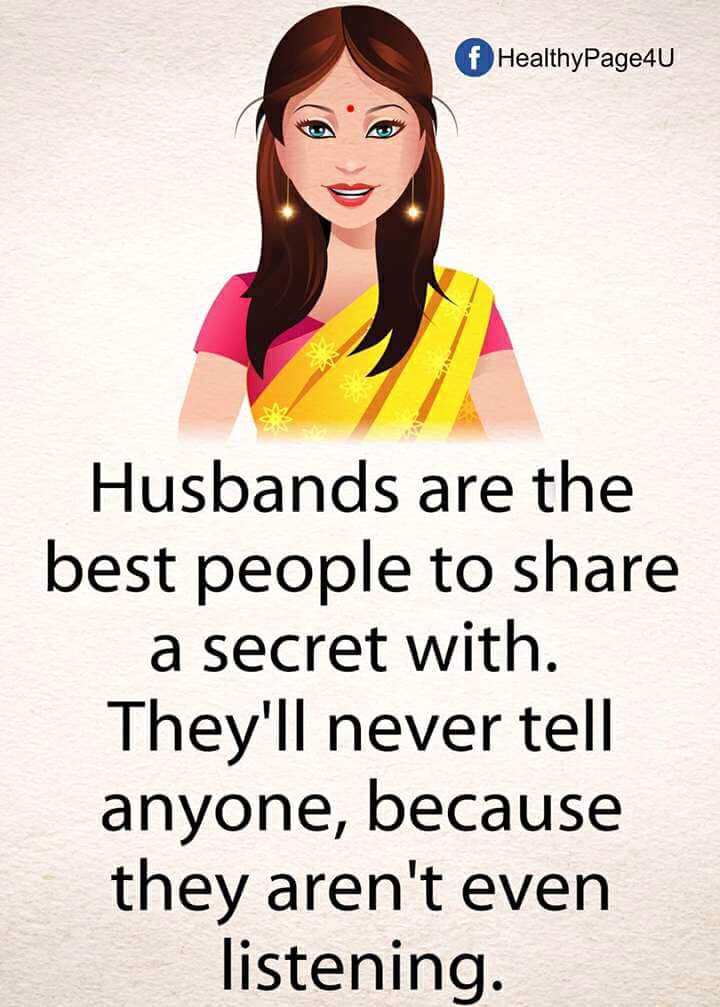 HealthyPage4U
Husbands are the
best people to share
a secret with.
They'll never tell
anyone, because
they aren't even
listening.